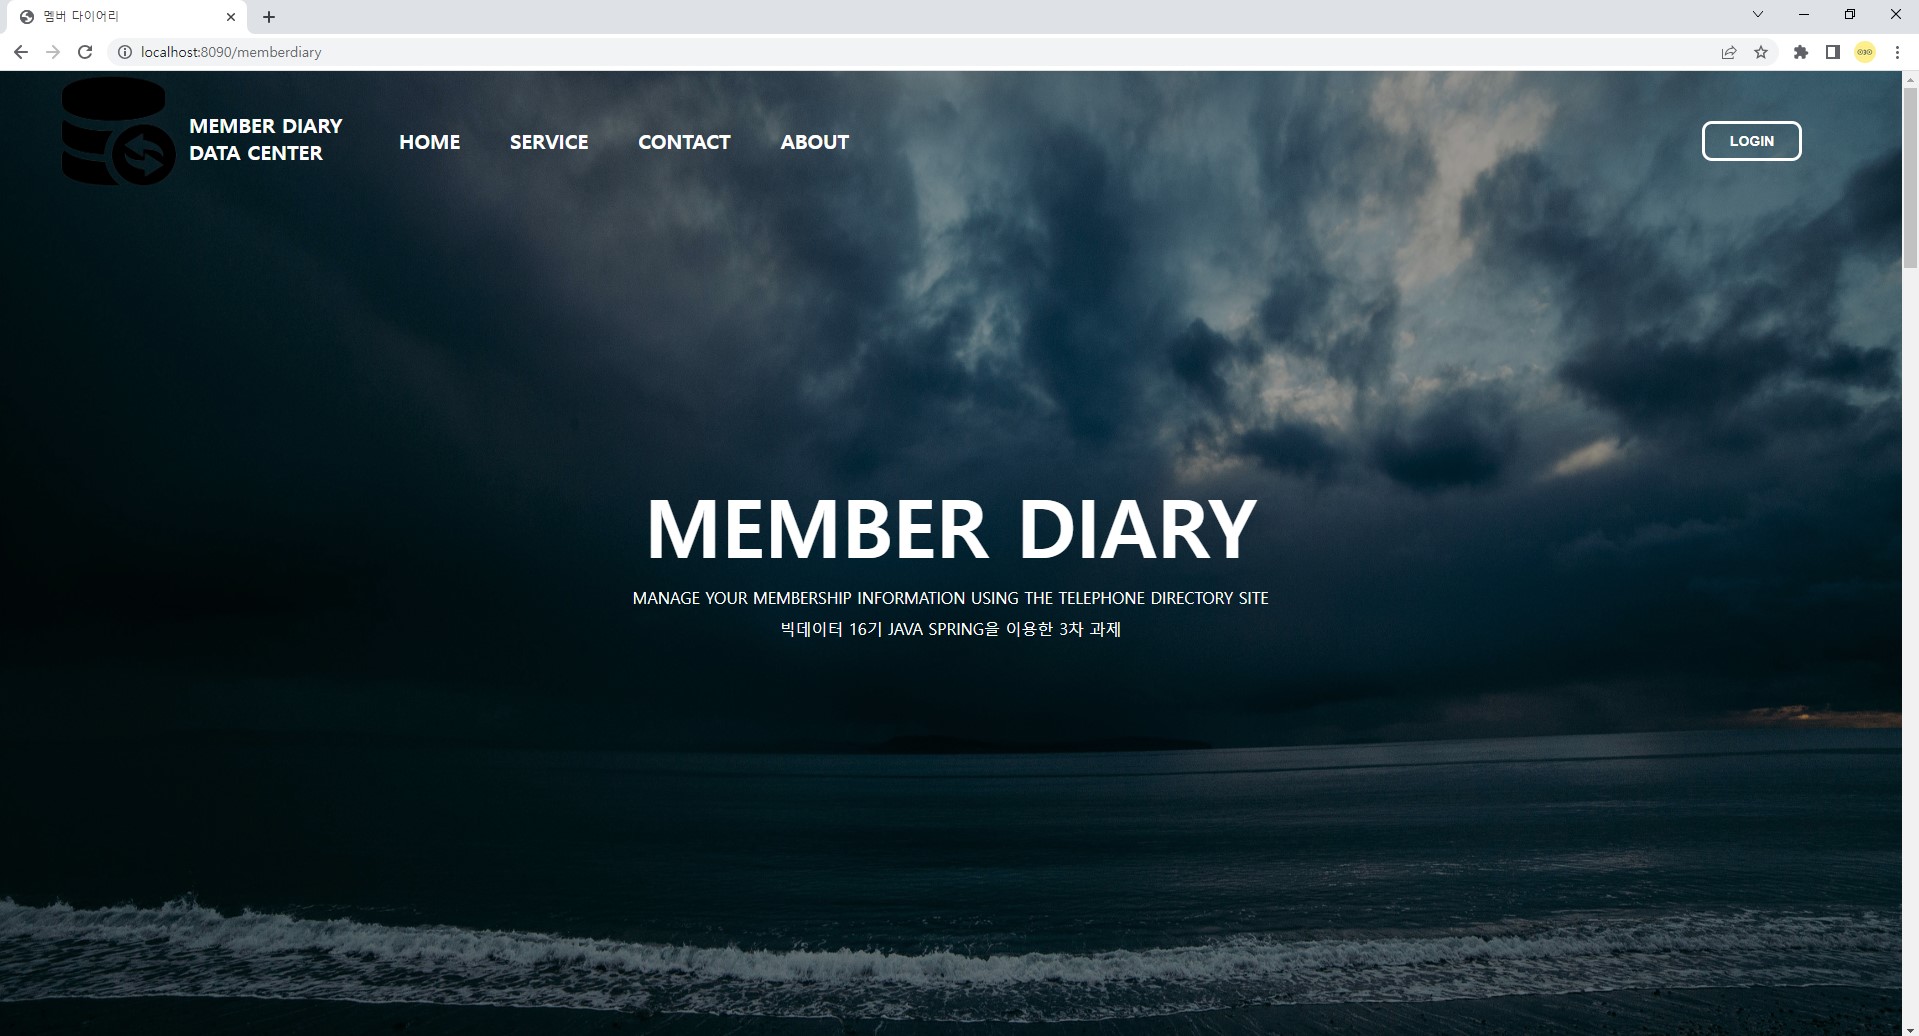 멤버 다이어리
localhost:8090/memberdiary
MEMBER DIARY
DATA CENTER
HOME
SERVICE
CONTACT
ABOUT
LOGIN
MEMBER DIARY
MANAGE YOUR MEMBERSHIP INFORMATION USING THE TELEPHONE DIRECTORY SITE
빅데이터 16기 JAVA SPRING을 이용한 3차 과제